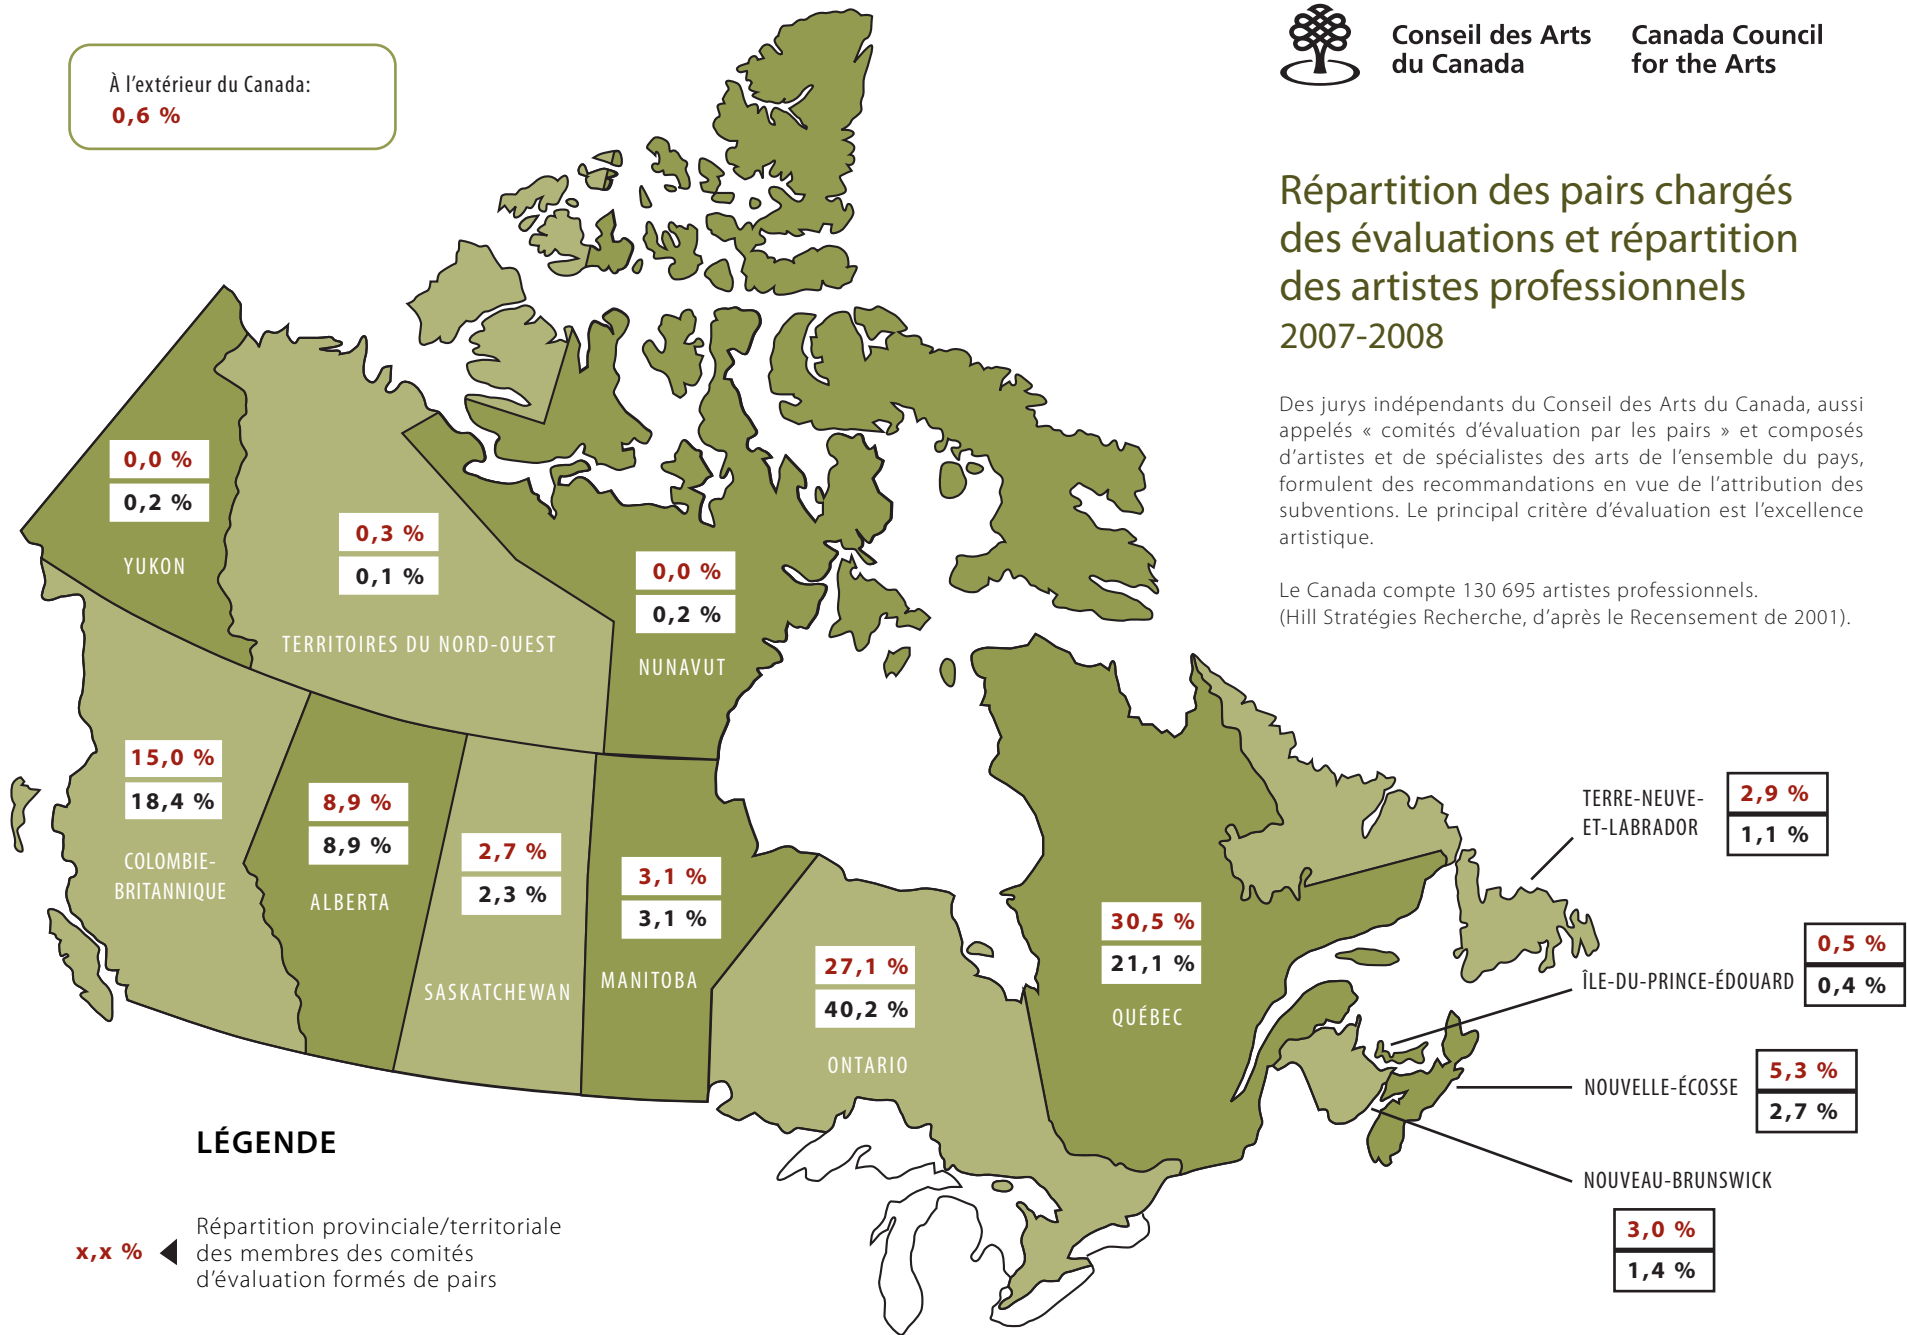 À l'extérieur du Canada:
0,6 %
Conseil des Arts
du Canada
Canada Council
for the Arts
Répartition des pairs chargés
des évaluations et répartition
des artistes professionnels
2007-2008
Des jurys indépendants du Conseil des Arts du Canada, aussi
appelés « comités d'évaluation par les pairs » et composés
d'artistes et de spécialistes des arts de l'ensemble du pays,
formulent des recommandations en vue de l'attribution des
subventions. Le principal critère d'évaluation est l'excellence
artistique.
Le Canada compte 130 695 artistes professionnels.
(Hill Stratégies Recherche, d'après le Recensement de 2001).
0,0 %
0,2 %
YUKON
0,3 %
0,1 %
TERRITOIRES DU NORD-OUEST
0,0 %
0,2 %
NUNAVUT
15,0 %
18,4 %
COLOMBIE-
BRITANNIQUE
8,9 %
8,9 %
ALBERTA
2,7 %
2,3 %
SASKATCHEWAN
3,1 %
3,1 %
MANITOBA
27,1 %
40,2 %
ONTARIO
30,5 %
21,1 %
QUÉBEC
TERRE-NEUVE-
ET-LABRADOR
2,9 %
1,1 %
ÎLE-DU-PRINCE-ÉDOUARD
0,5 %
0,4 %
NOUVELLE-ÉCOSSE
5,3 %
2,7 %
NOUVEAU-BRUNSWICK
3,0 %
1,4 %
LÉGENDE
x,x %
Répartition provinciale/territoriale
des membres des comités
d'évaluation formés de pairs